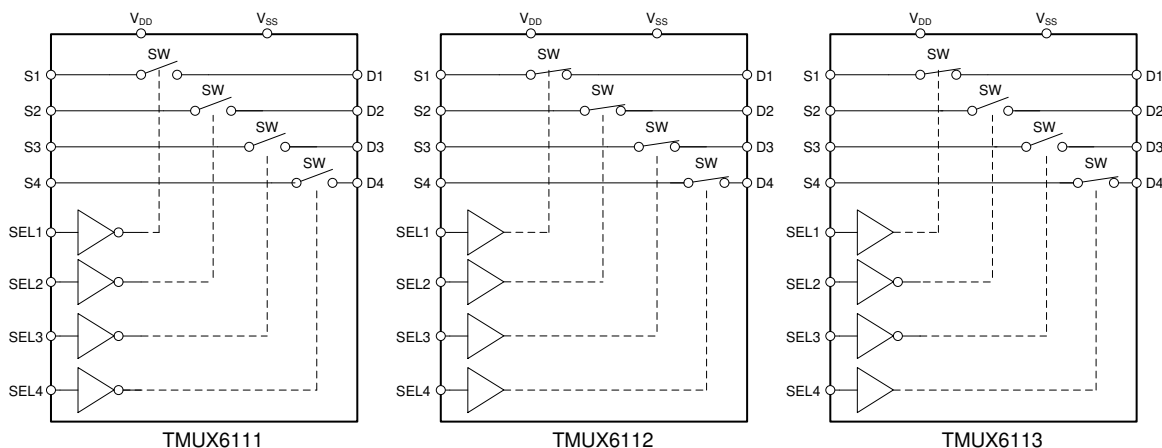 VDD VSS
SW
S1 D1
SW
S2 D2
SW
S3 D3
SW
S4 D4
SEL1
SEL2
SEL3
SEL4
TMUX6111
VDD VSS
SW
S1 D1
SW
S2 D2
SW
S3 D3
SW
S4 D4
SEL1
SEL2
SEL3
SEL4
TMUX6112
VDD VSS
SW
S1 D1
SW
S2 D2
SW
S3 D3
SW
S4 D4
SEL1
SEL2
SEL3
SEL4
TMUX6113